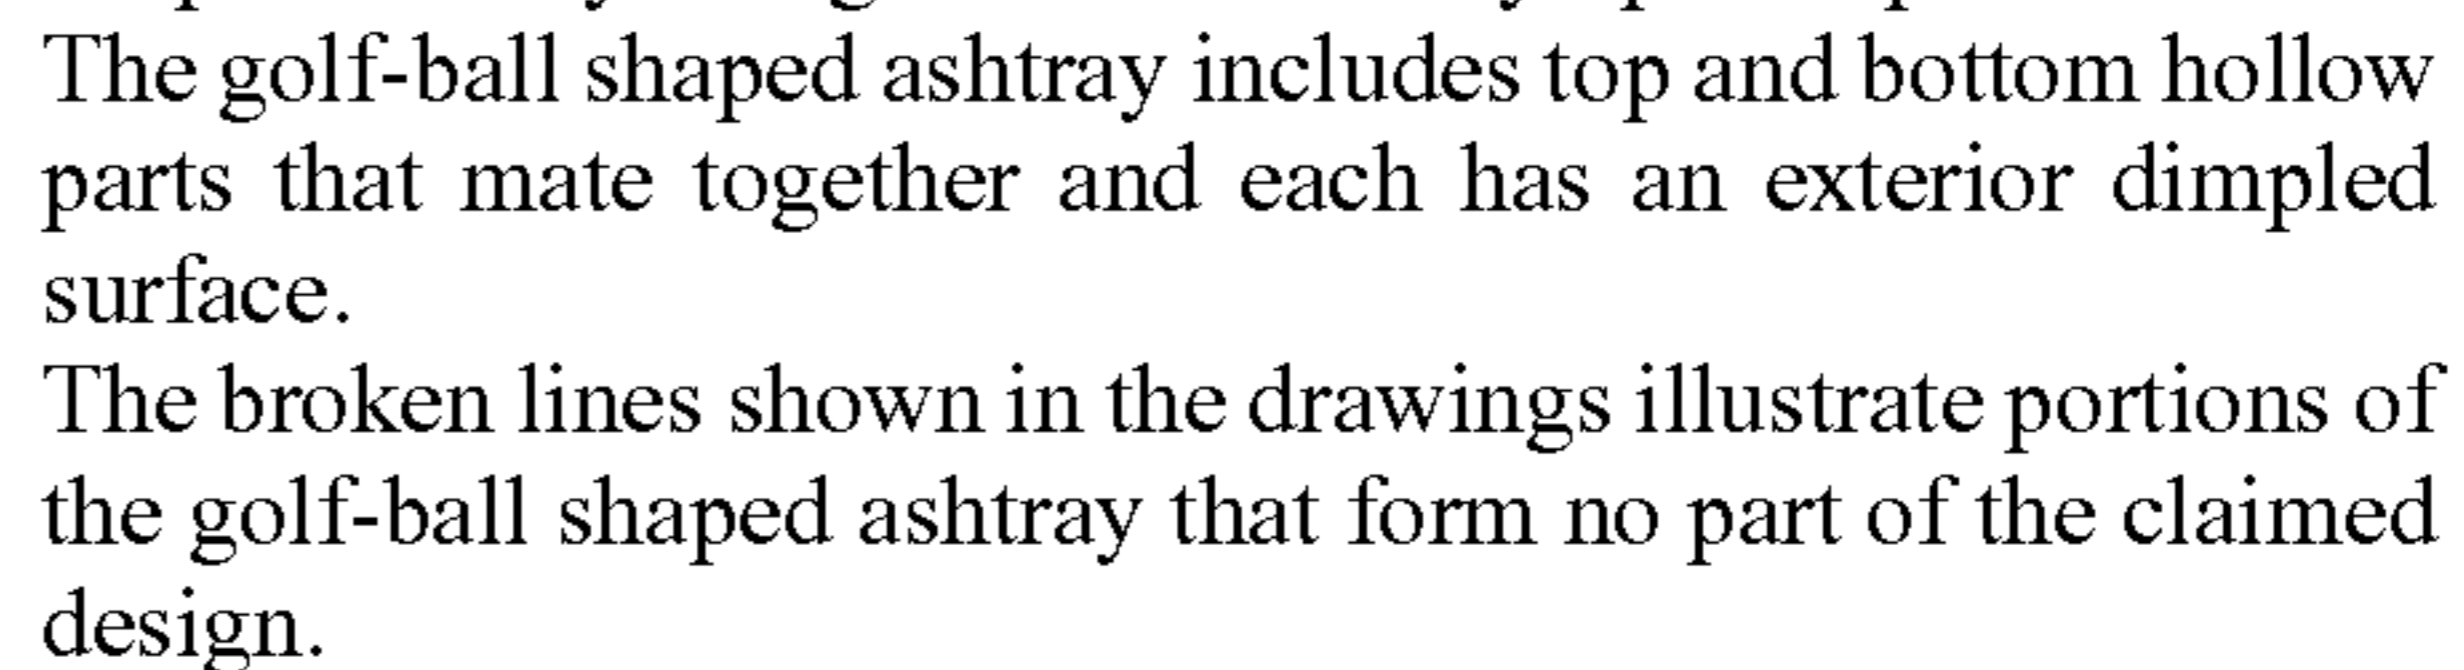 The golf-ball shaped ashtray includes top and bottom hollow
parts that mate together and each has an exterior dimpled
surface.
The broken lines shown in the drawings illustrate portions of
the golf-ball shaped ashtray that form no part of the claimed
design.